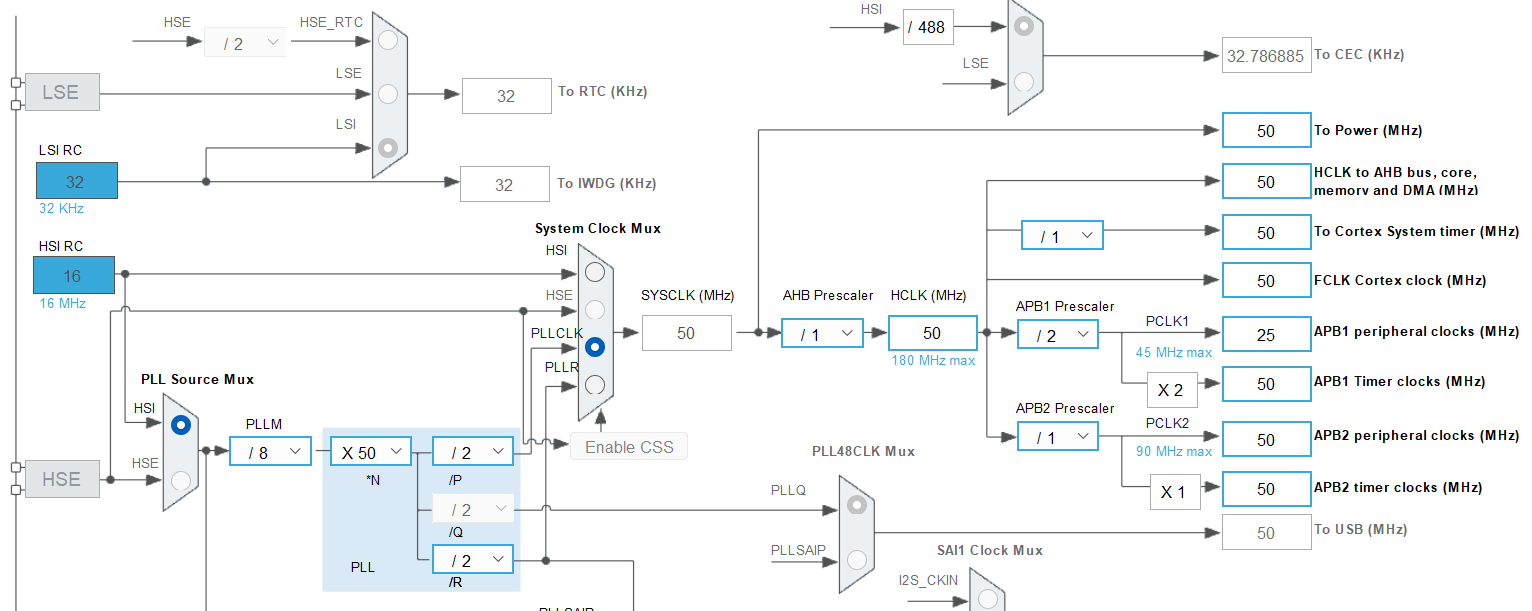 HSE
/ 2
HSE_RTC
LSE
LSE
LSI
32
To RTC (KHz)
LSI RC
32
32 KHz
32
To IWDG (KHz)
HSI
/ 488
LSE
32.786885
To CEC (KHz)
50
To Power (MHz)
50
HCLK to AHB bus, core,
memory and DMA (MHz)
/ 1
50
To Cortex System timer (MHz)
50
FCLK Cortex clock (MHz)
HSI RC
16
16 MHz
System Clock Mux
HSI
HSE
PLLCLK
PLLR
SYSCLK (MHz)
50
AHB Prescaler
/ 1
HCLK (MHz)
50
180 MHz max
APB1 Prescaler
/ 2
PCLK1
45 MHz max
25
APB1 peripheral clocks (MHz)
X 2
50
APB1 Timer clocks (MHz)
APB2 Prescaler
/ 1
PCLK2
90 MHz max
50
APB2 peripheral clocks (MHz)
X 1
50
APB2 timer clocks (MHz)
PLL Source Mux
HSI
HSE
HSE
PLLM
/ 8
X 50
*N
/ 2
/P
/ 2
/Q
/ 2
/R
PLL
Enable CSS
PLL48CLK Mux
PLLQ
PLLSAIP
50
To USB (MHz)
SAI1 Clock Mux
I2S_CKIN
PLLSAIP